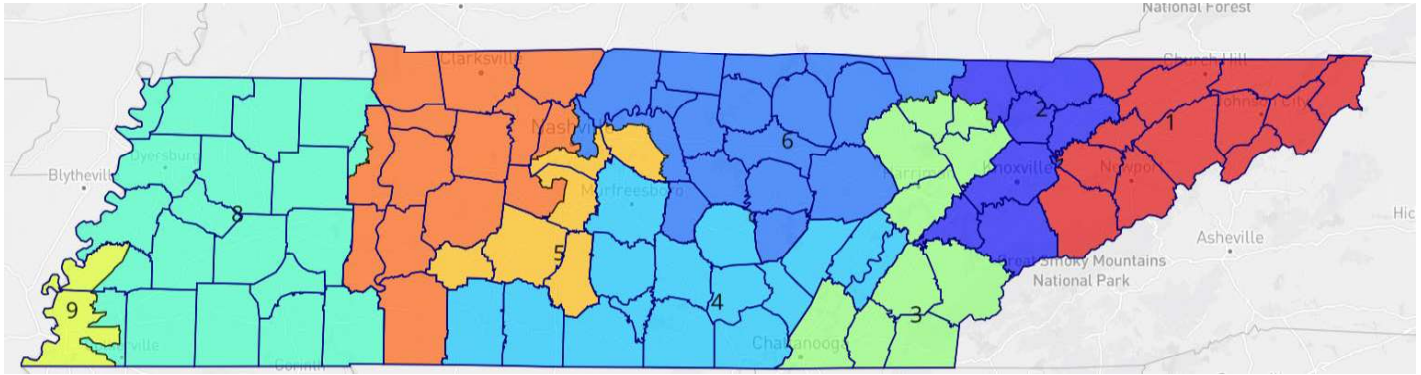 National Forest
Clarksville
Church Hill
Johnson City
Nashville
2
1
6
Dyersburg
Knoxville
Newport
Blytheville
Harriman
Murfreesboro
8
Hic
Asheville
5
Great Smoky Mountains
National Park
4
9
3
Chattanooga
Corinth